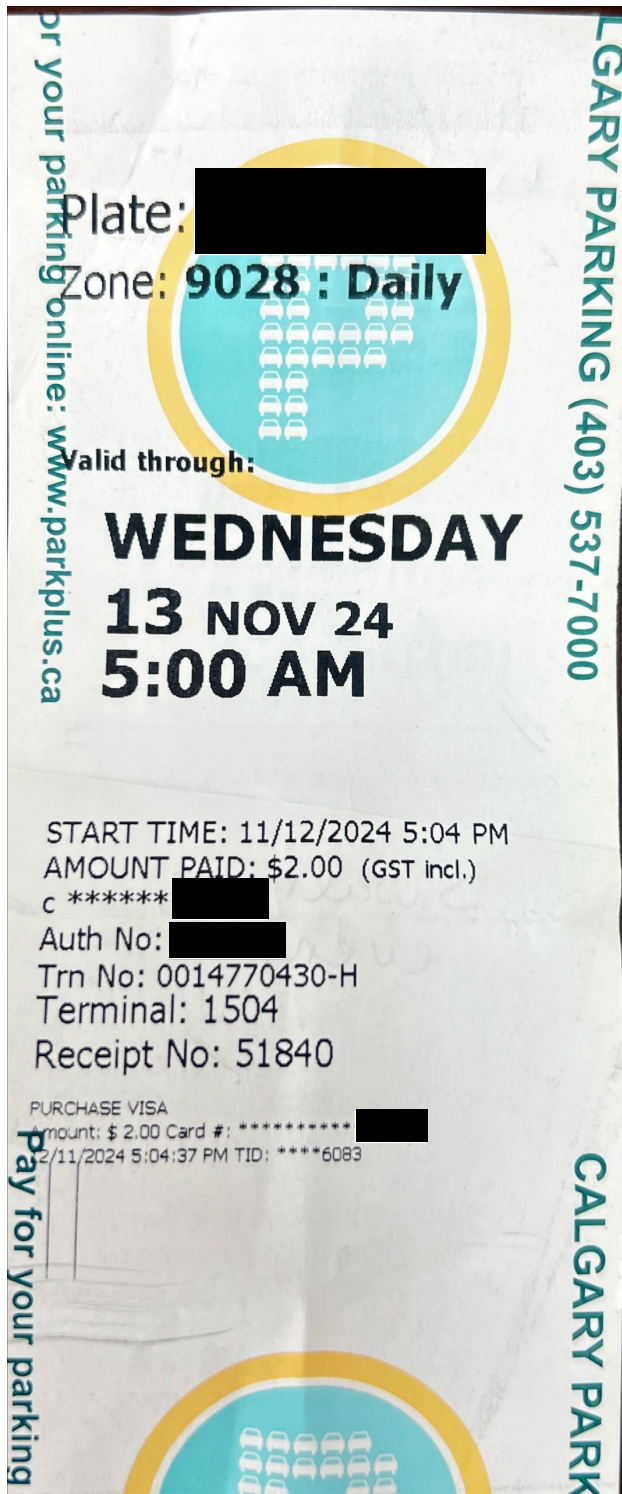 Plate:
Zone: 9028 : Daily
Valid through:
WEDNESDAY
13 NOV 24
5:00 AM
START TIME: 11/12/2024 5:04 PM
AMOUNT PAID: $2.00 (GST incl.)
c ******
Auth No:
Trn No: 0014770430-H
Terminal: 1504
Receipt No: 51840
PURCHASE VISA
Amount: $ 2.00 Card #: **********
12/11/2024 5:04:37 PM TID: ****6083
or your parking online: www.parkplus.ca
Pay for your parking
LGARY PARKING (403) 537-7000
CALGARY PARK